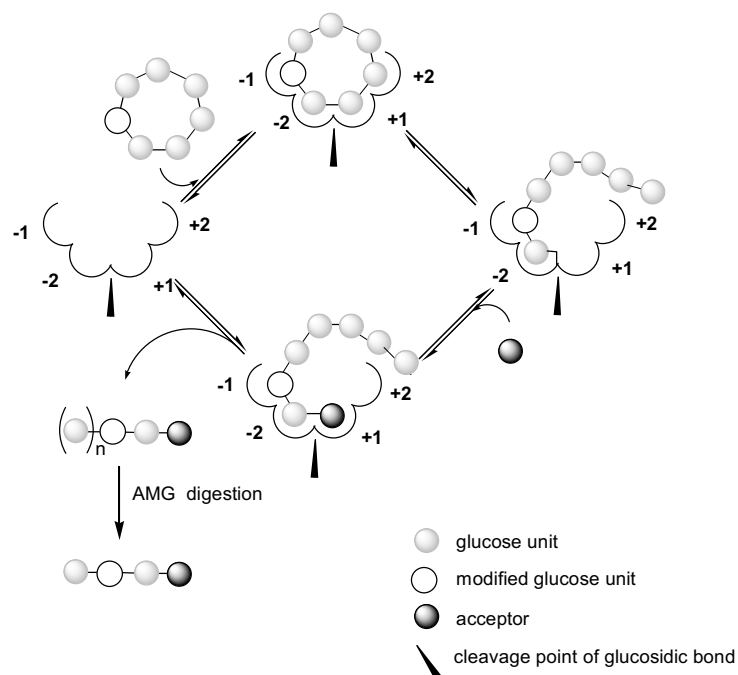 -1
+2
-2
+1
-1
+2
-2
+1
-1
+2
-2
+1
-1
+2
-2
+1
( )n
AMG digestion
glucose unit
modified glucose unit
acceptor
cleavage point of glucosidic bond